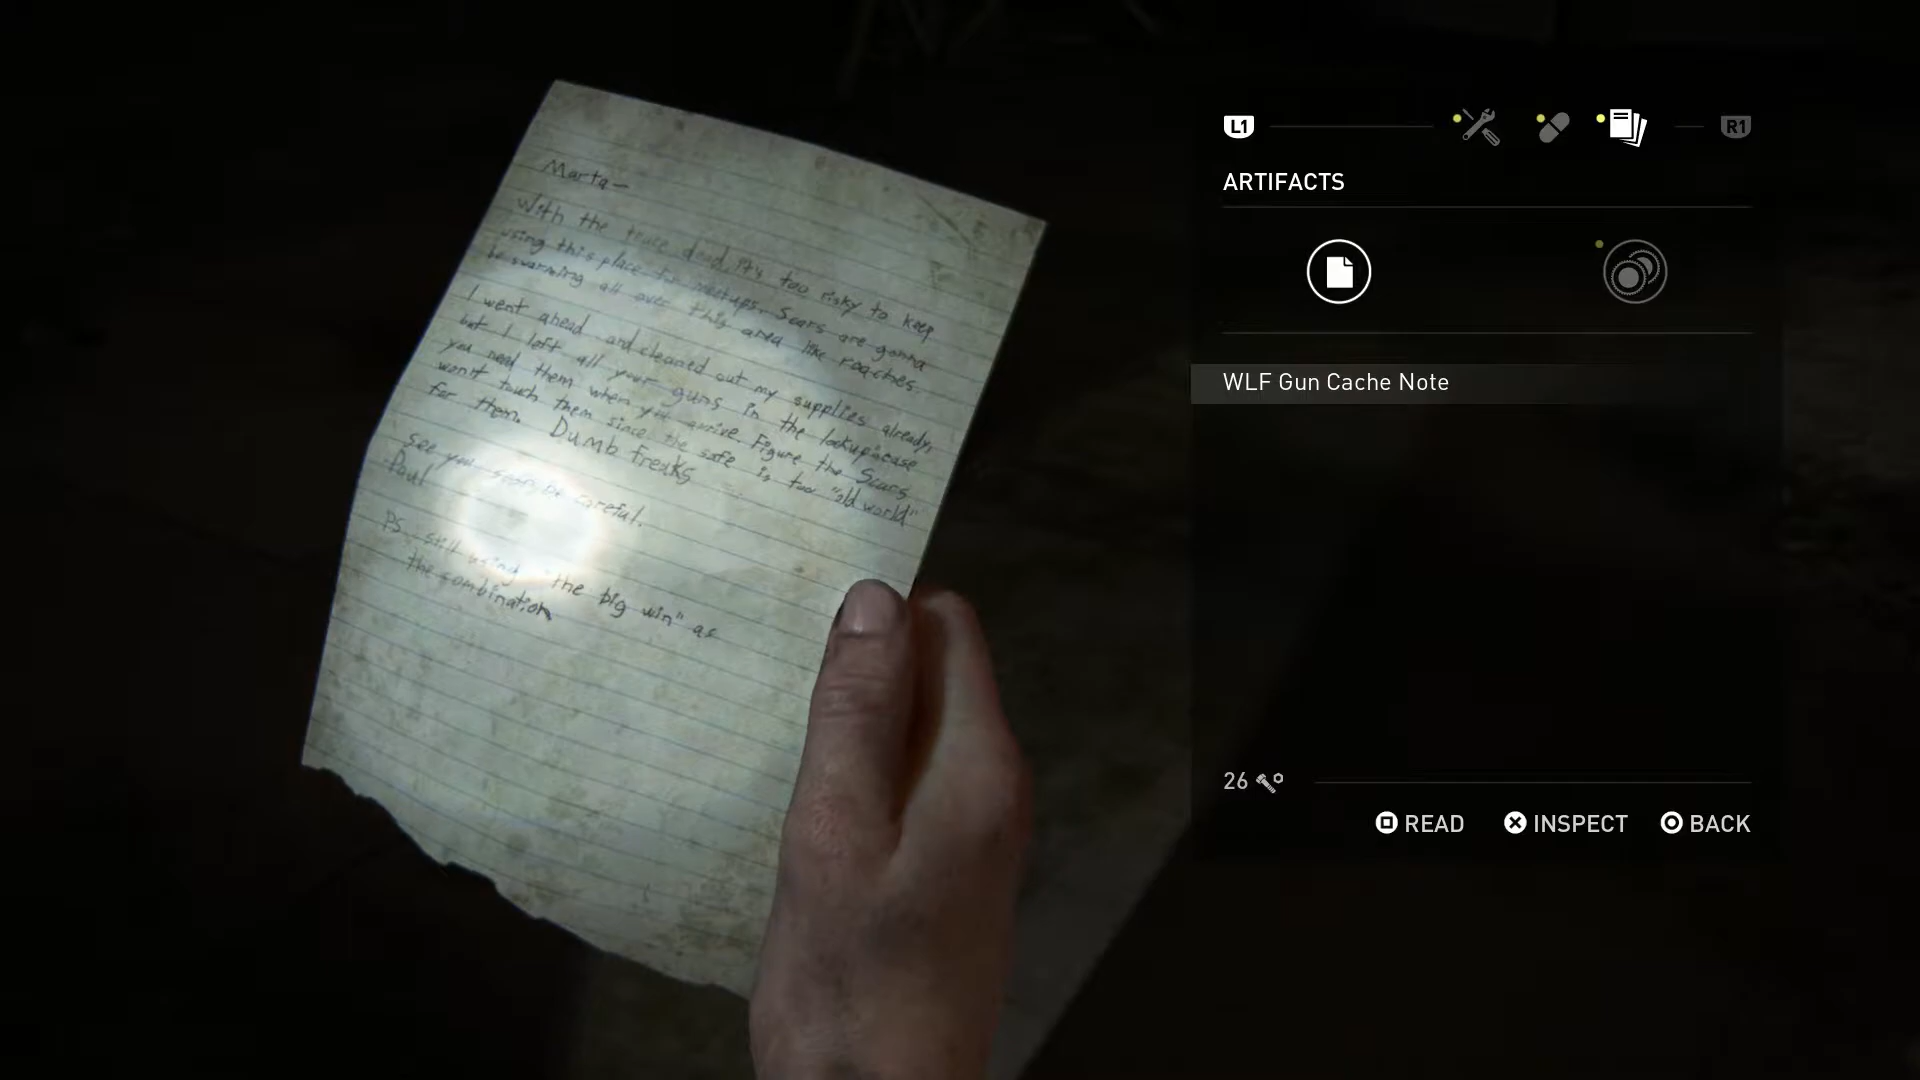 Marta—
With the truce dead, it's too risky to keep
using this place for meetups. Scars are gonna
be swarming all over this area like roaches.
I went ahead and cleaned out my supplies already,
but I left all your guns in the lockup in case
you need them when you arrive. Figure the Scars
won't touch them since the safe is too "old world"
for them. Dumb freaks
See you soon. Be careful.
Paul
PS - still using "the big win" as
the combination
L1
R1
ARTIFACTS
WLF Gun Cache Note
26
READ INSPECT BACK